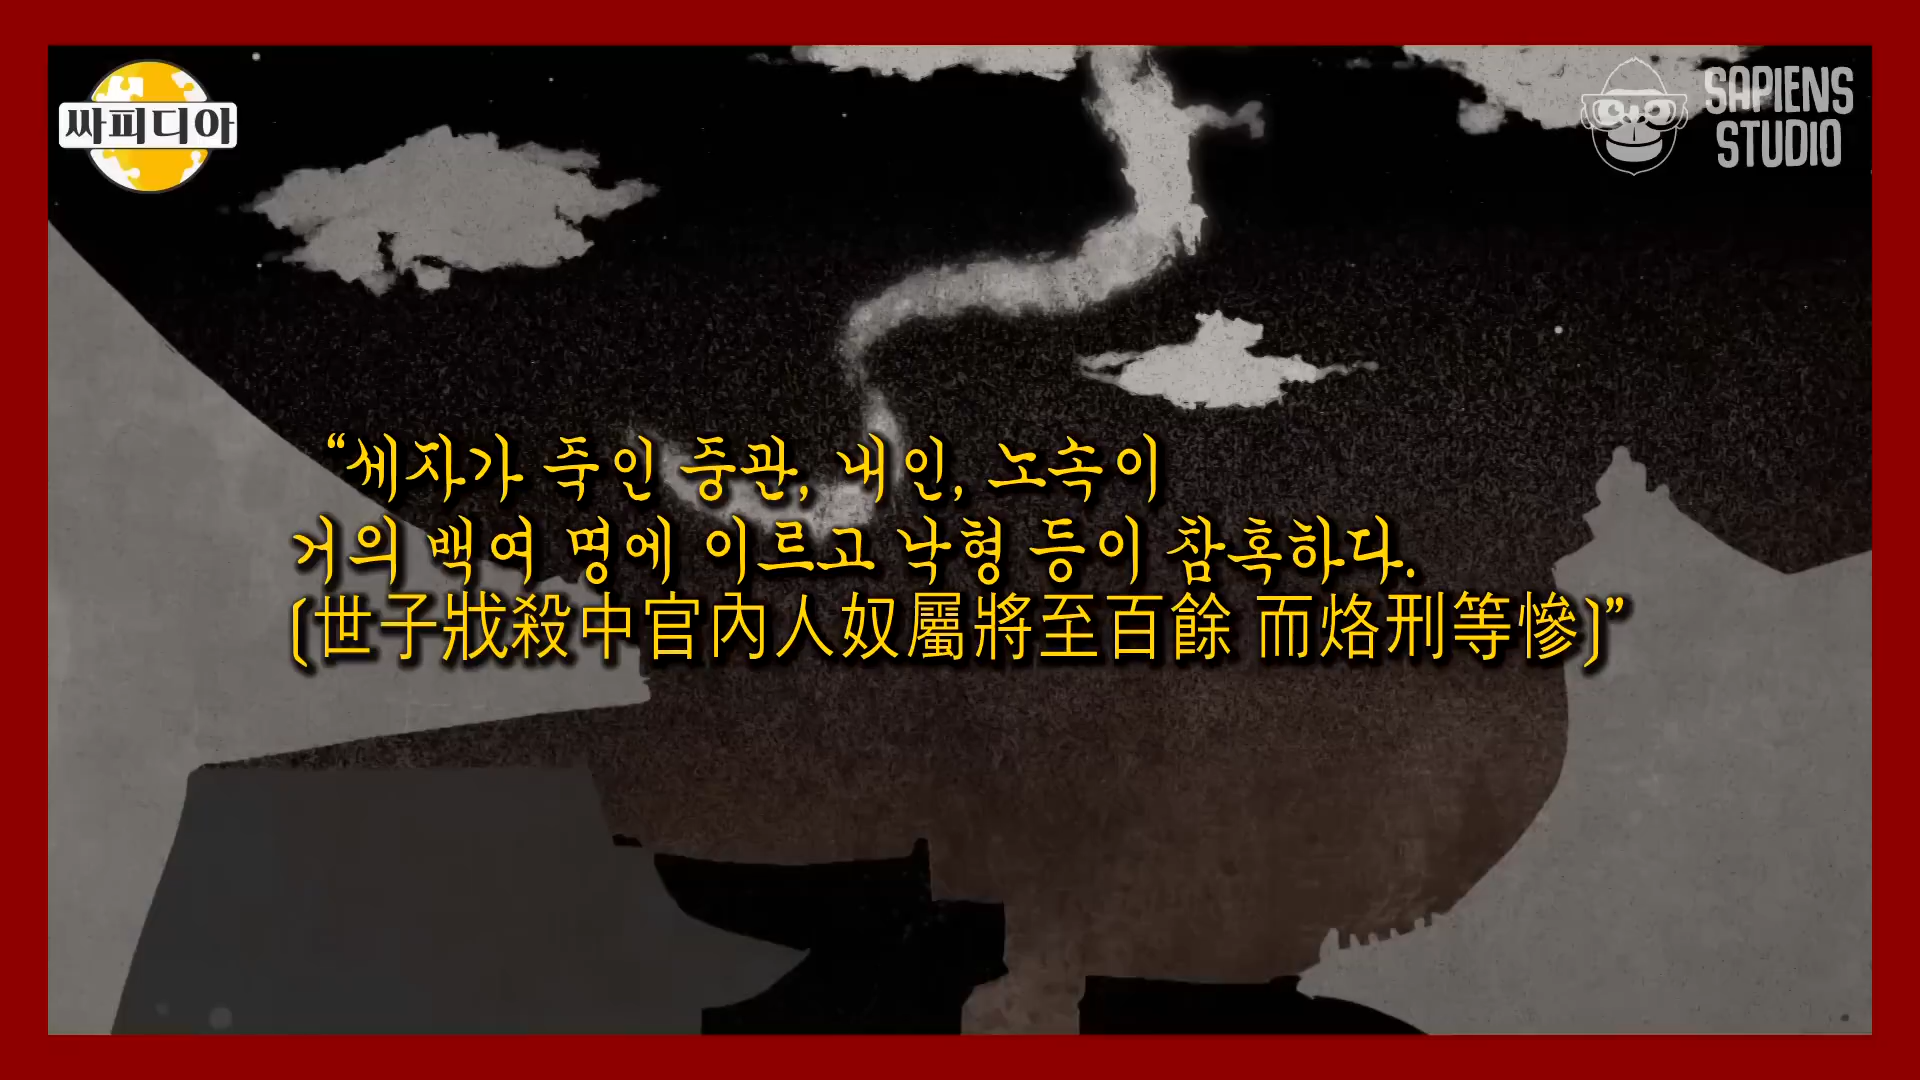 싸피디아
SAPIENS
STUDIO
“세자가 죽인 중관, 내인, 노속이
거의 백여 명에 이르고 낙형 등이 참혹하다.
(世子戕殺中官內人奴屬將至百餘 而烙刑等慘)”